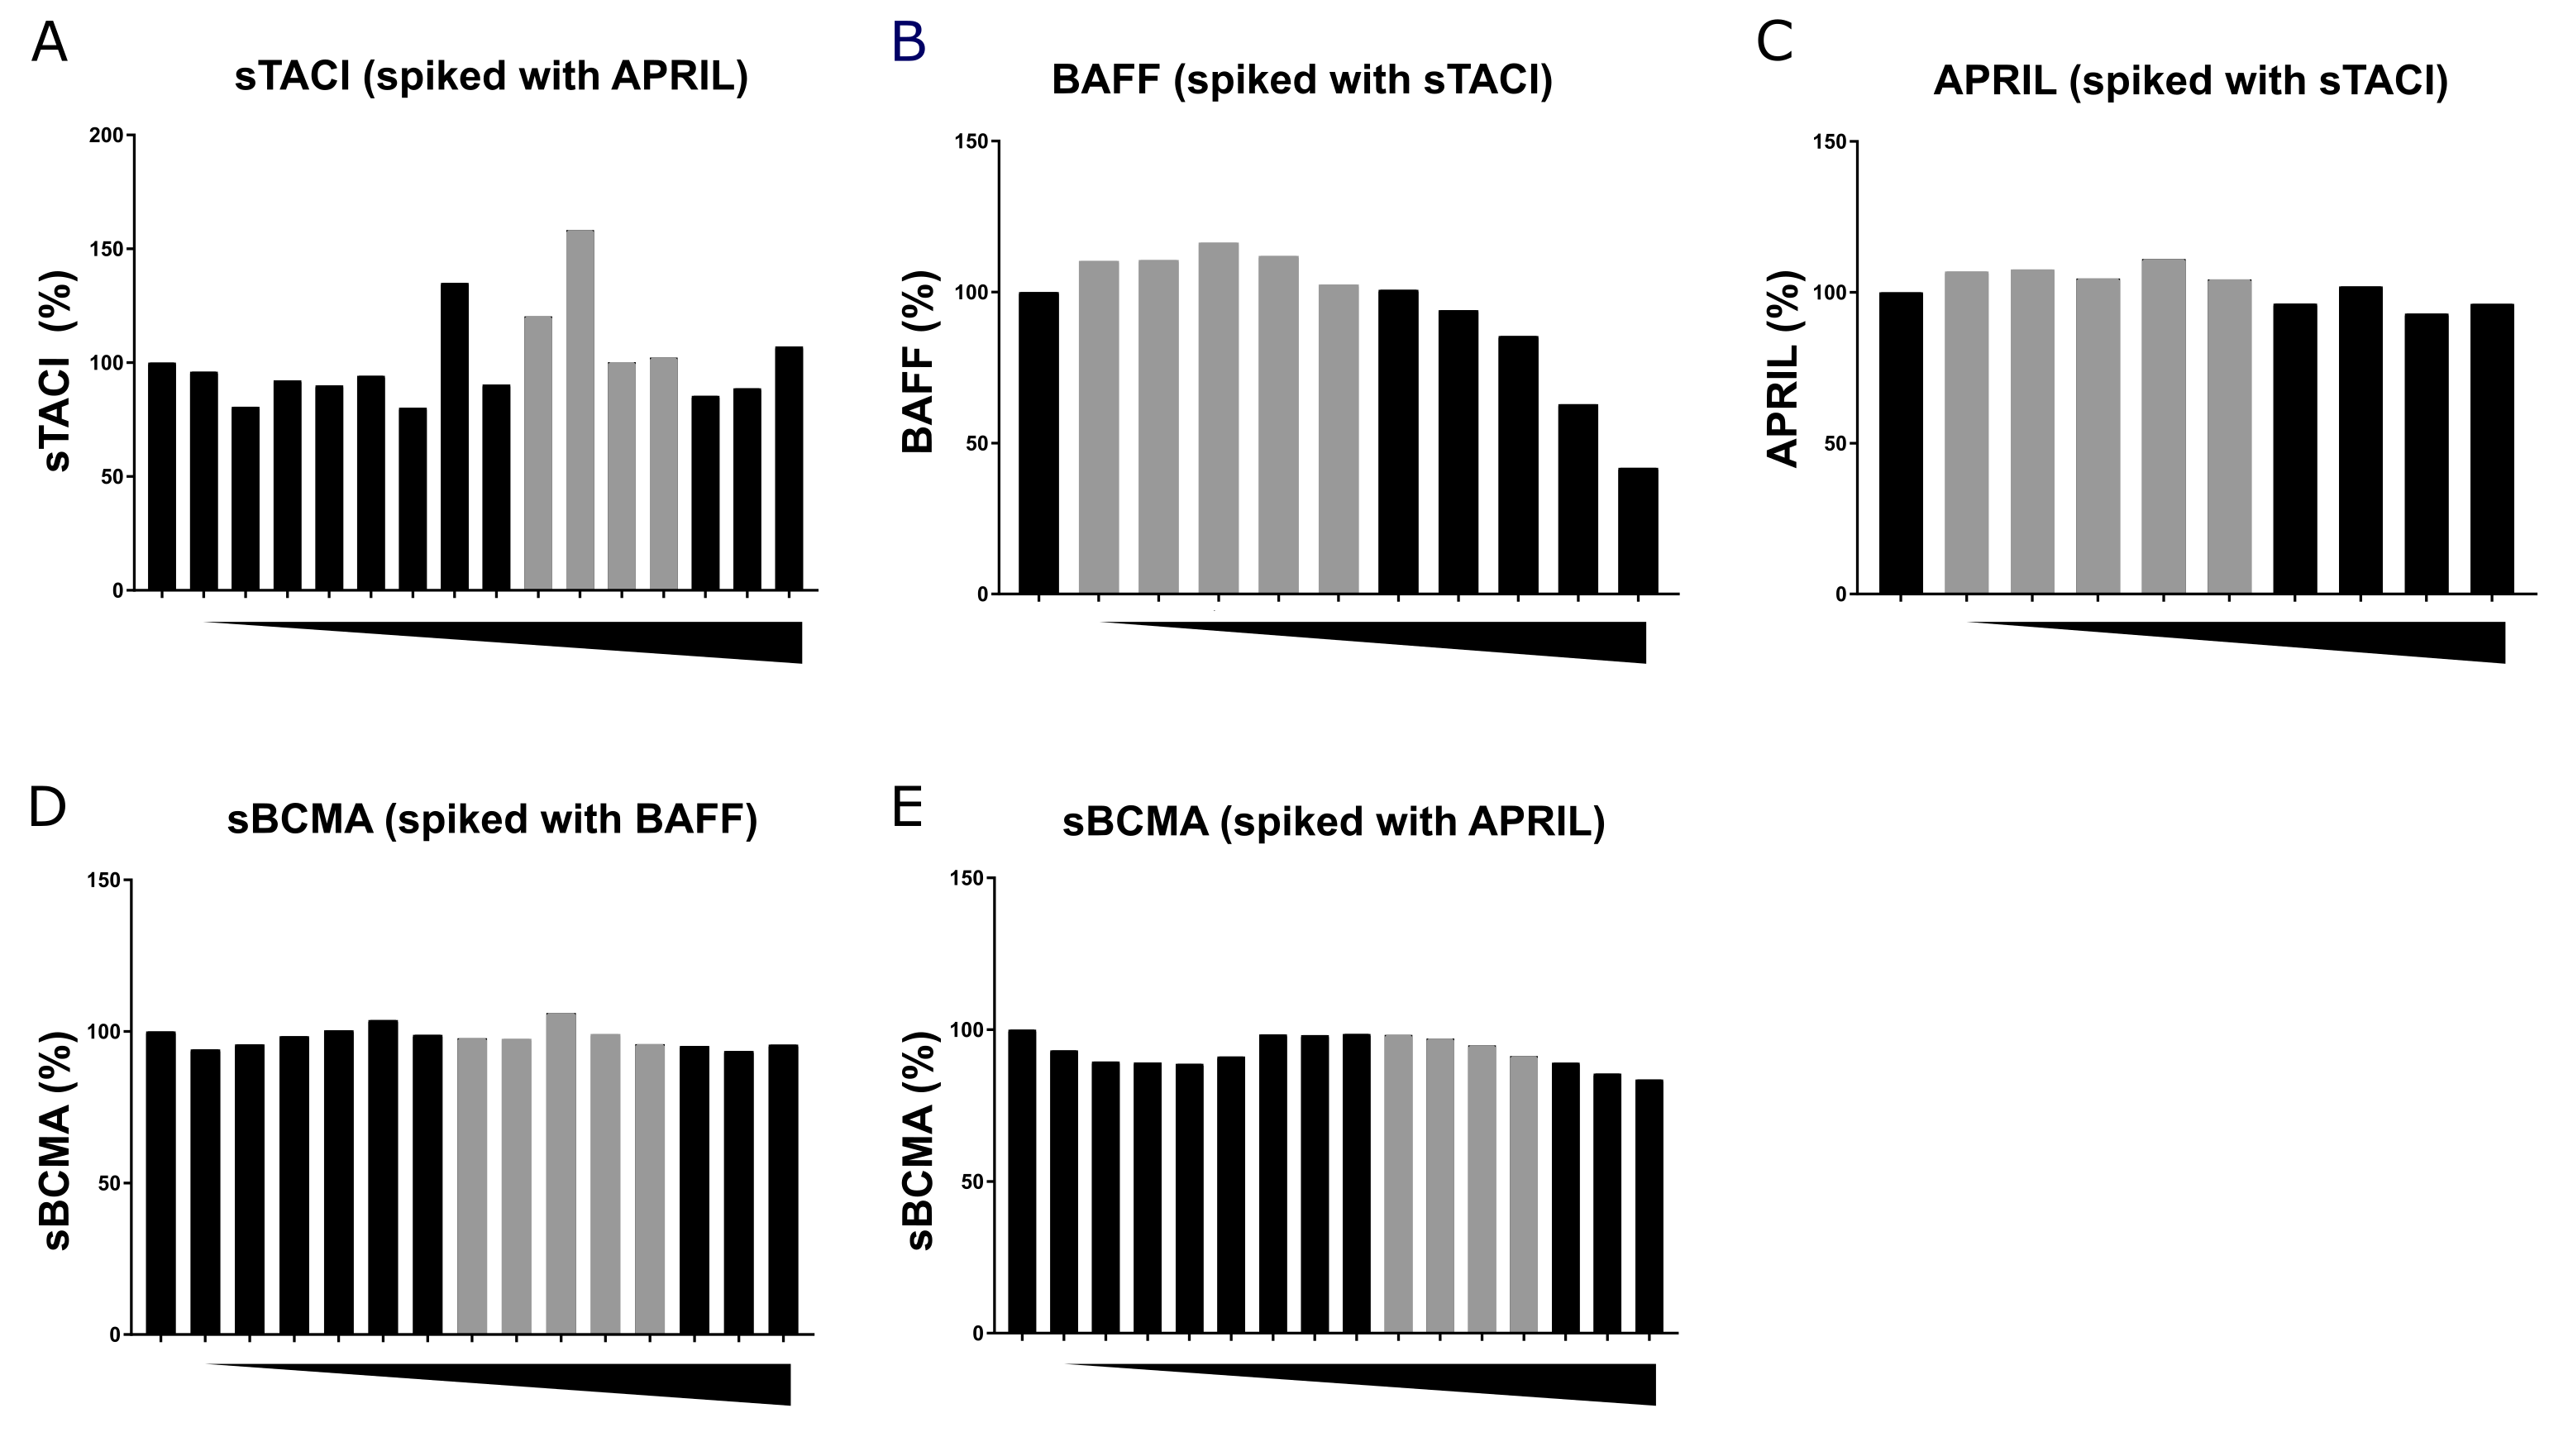 A
sTACI (spiked with APRIL)
200
150
100
50
0
sTACI (%)
B
BAFF (spiked with sTACI)
150
100
50
0
BAFF (%)
C
APRIL (spiked with sTACI)
150
100
50
0
APRIL (%)
D
sBCMA (spiked with BAFF)
150
100
50
0
sBCMA (%)
E
sBCMA (spiked with APRIL)
150
100
50
0
sBCMA (%)